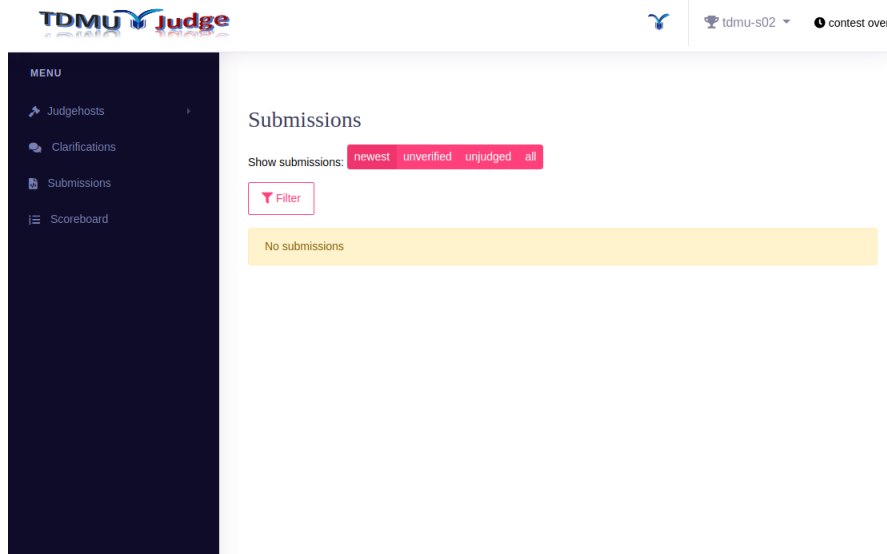 TDMU Judge
tdmu-s02
contest over
MENU
Judgehosts
Clarifications
Submissions
Scoreboard
Submissions
Show submissions: newest unverified unjudged all
Filter
No submissions